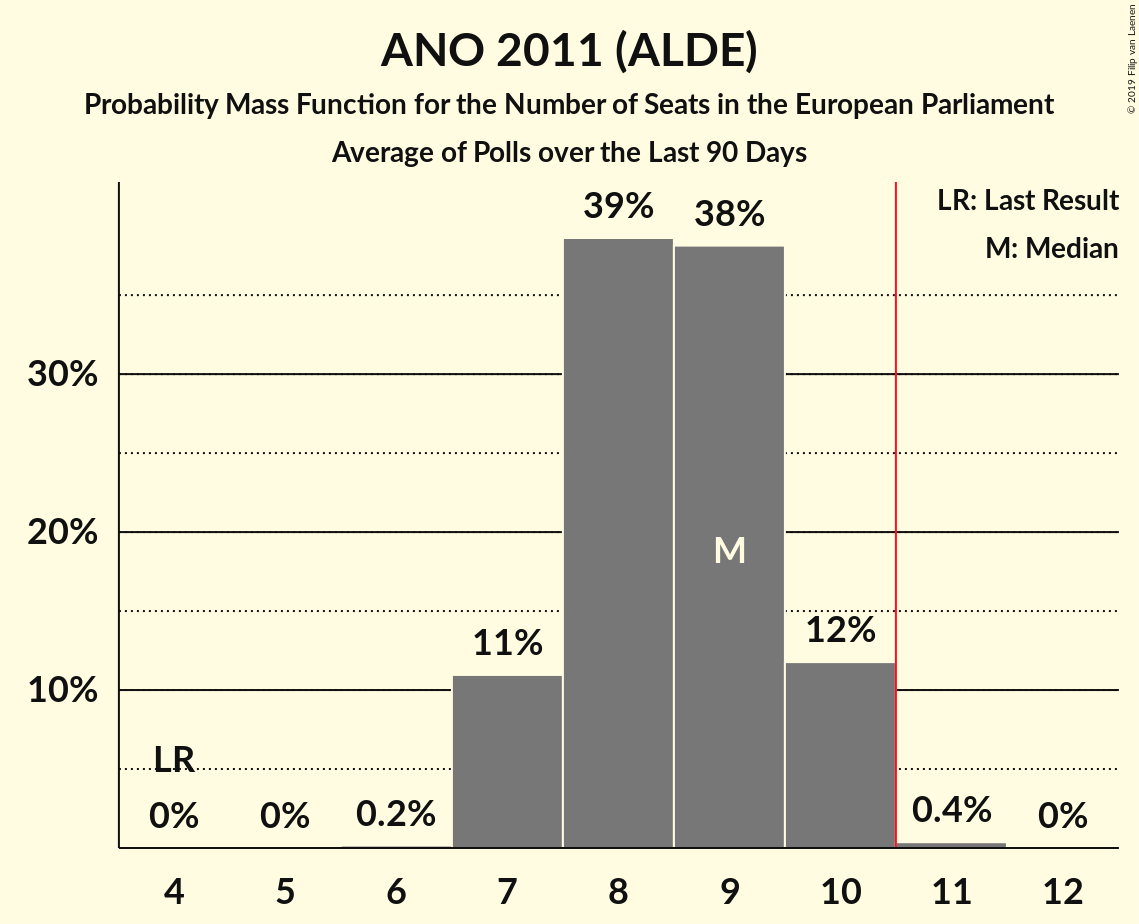 ANO 2011 (ALDE)
Probability Mass Function for the Number of Seats in the European Parliament
Average of Polls over the Last 90 Days
© 2019 Filip van Laenen
LR: Last Result
M: Median
39%
38%
30%
20%
M
11%
12%
10%
LR
0%
0%
0.2%
0.4%
0%
4 5 6 7 8 9 10 11 12